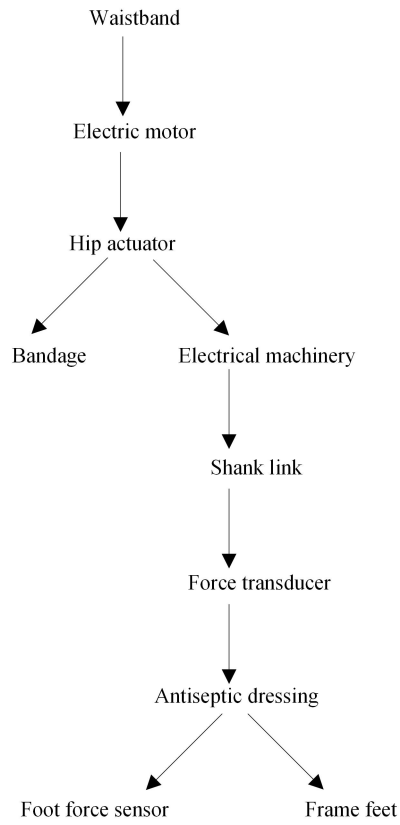 Waistband
Electric motor
Hip actuator
Bandage
Electrical machinery
Shank link
Force transducer
Antiseptic dressing
Foot force sensor
Frame feet